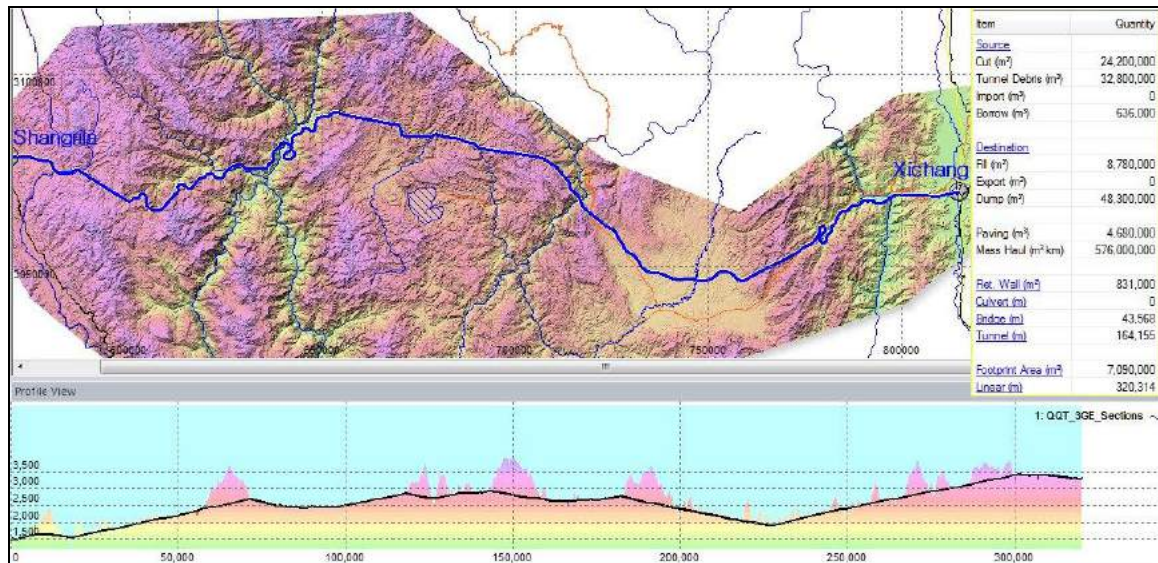 Item Quantity
Source
Cut (m³) 24,200,000
Tunnel Debris (m³) 32,800,000
Import (m³) 0
Borrow (m³) 636,000
Destination
Fill (m³) 8,780,000
Export (m³) 0
Dump (m³) 48,300,000
Paving (m³) 4,680,000
Mass Haul (m³ km) 576,000,000
Ret. Wall (m²) 831,000
Culvert (m) 0
Bridge (m) 43,568
Tunnel (m) 164,155
Footprint Area (m²) 7,090,000
Linear (m) 320,314
Shangrila
Xichang
750000
800000
Profile View
1: QQT_BGE_Sections
3,500
3,000
2,500
2,000
1,500
0 50,000 100,000 150,000 200,000 250,000 300,000